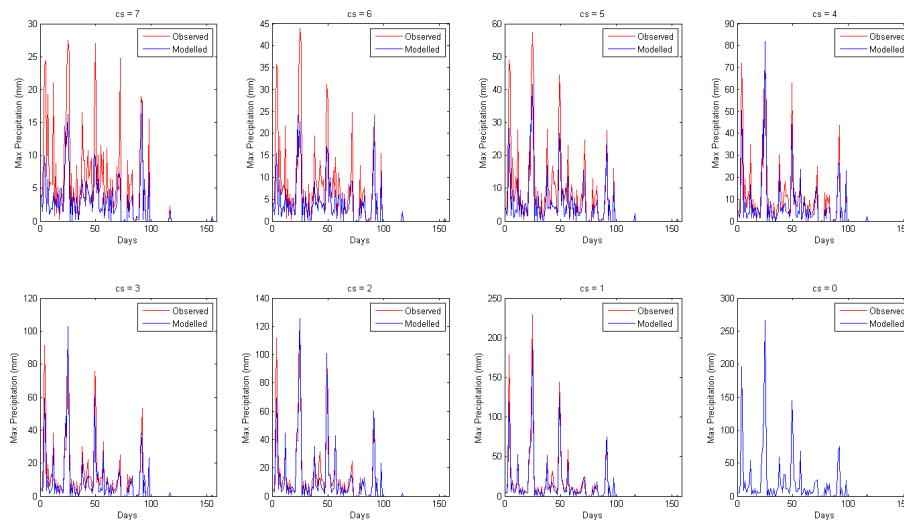 cs = 7
Max Precipitation (mm)
30
25
20
15
10
5
0
0 50 100 150
Days
Observed
Modelled
cs = 6
Max Precipitation (mm)
45
40
35
30
25
20
15
10
5
0
0 50 100 150
Days
Observed
Modelled
cs = 5
Max Precipitation (mm)
60
50
40
30
20
10
0
0 50 100 150
Days
Observed
Modelled
cs = 4
Max Precipitation (mm)
90
80
70
60
50
40
30
20
10
0
0 50 100 150
Days
Observed
Modelled
cs = 3
Max Precipitation (mm)
120
100
80
60
40
20
0
0 50 100 150
Days
Observed
Modelled
cs = 2
Max Precipitation (mm)
140
120
100
80
60
40
20
0
0 50 100 150
Days
Observed
Modelled
cs = 1
Max Precipitation (mm)
250
200
150
100
50
0
0 50 100 150
Days
Observed
Modelled
cs = 0
Max Precipitation (mm)
300
250
200
150
100
50
0
0 50 100 150
Days
Observed
Modelled